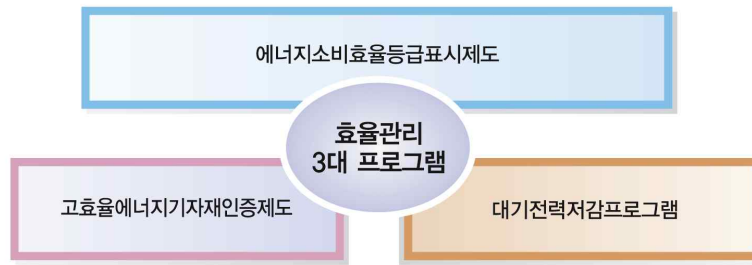 에너지소비효율등급표시제도
효율관리
3대 프로그램
고효율에너지기자재인증제도
대기전력저감프로그램